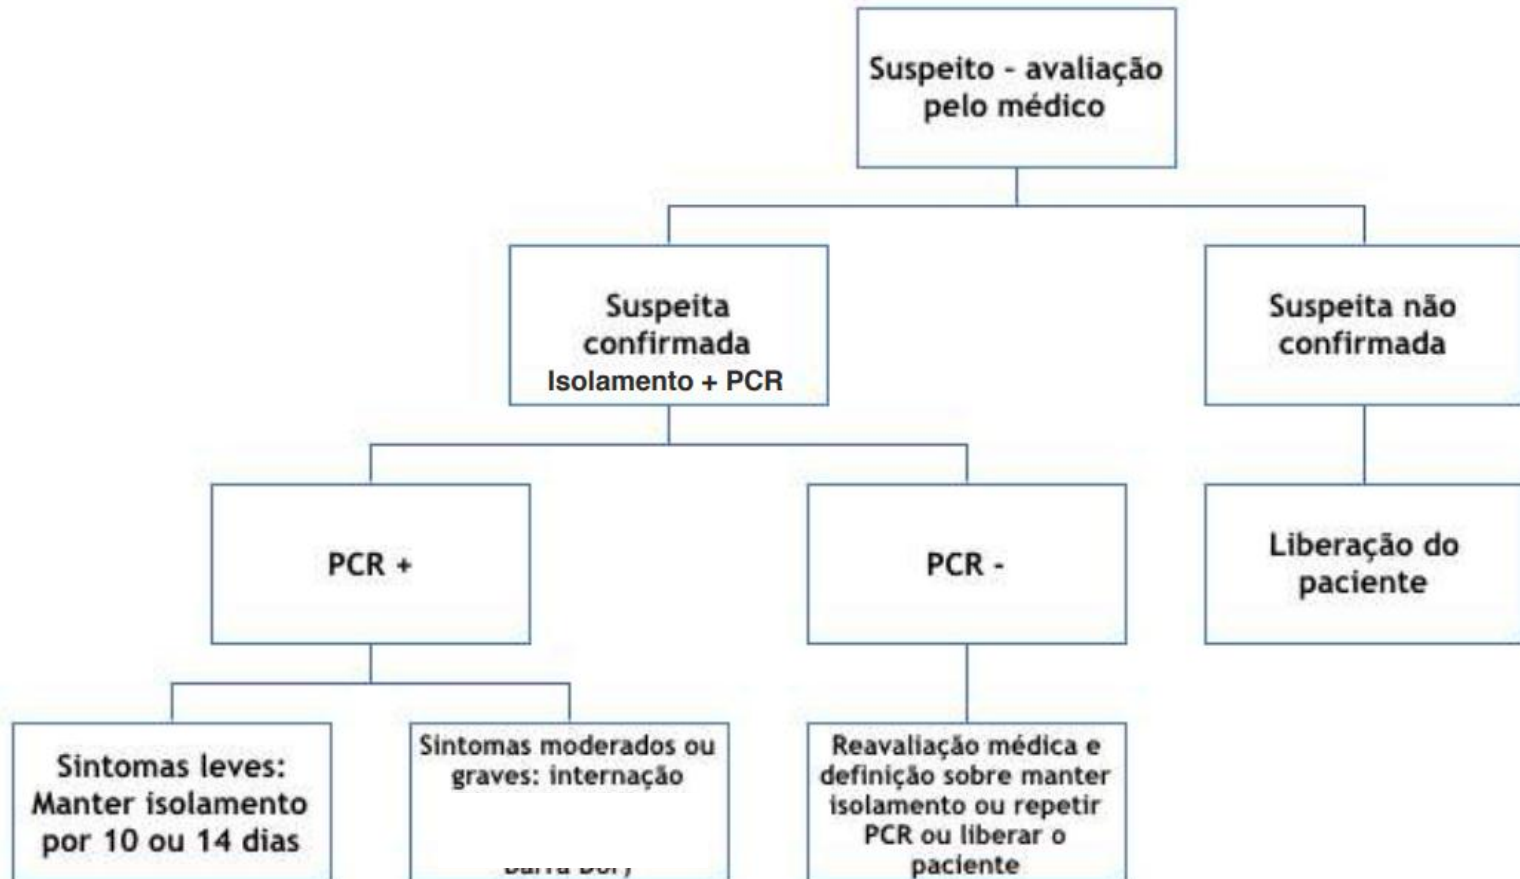 Suspeito - avaliação
pelo médico
Suspeita
confirmada
Isolamento + PCR
Suspeita não
confirmada
PCR +
PCR -
Liberação do
paciente
Sintomas leves:
Manter isolamento
por 10 ou 14 dias
Sintomas moderados ou
graves: internação
Reavaliação médica e
definição sobre manter
isolamento ou repetir
PCR ou liberar o
paciente